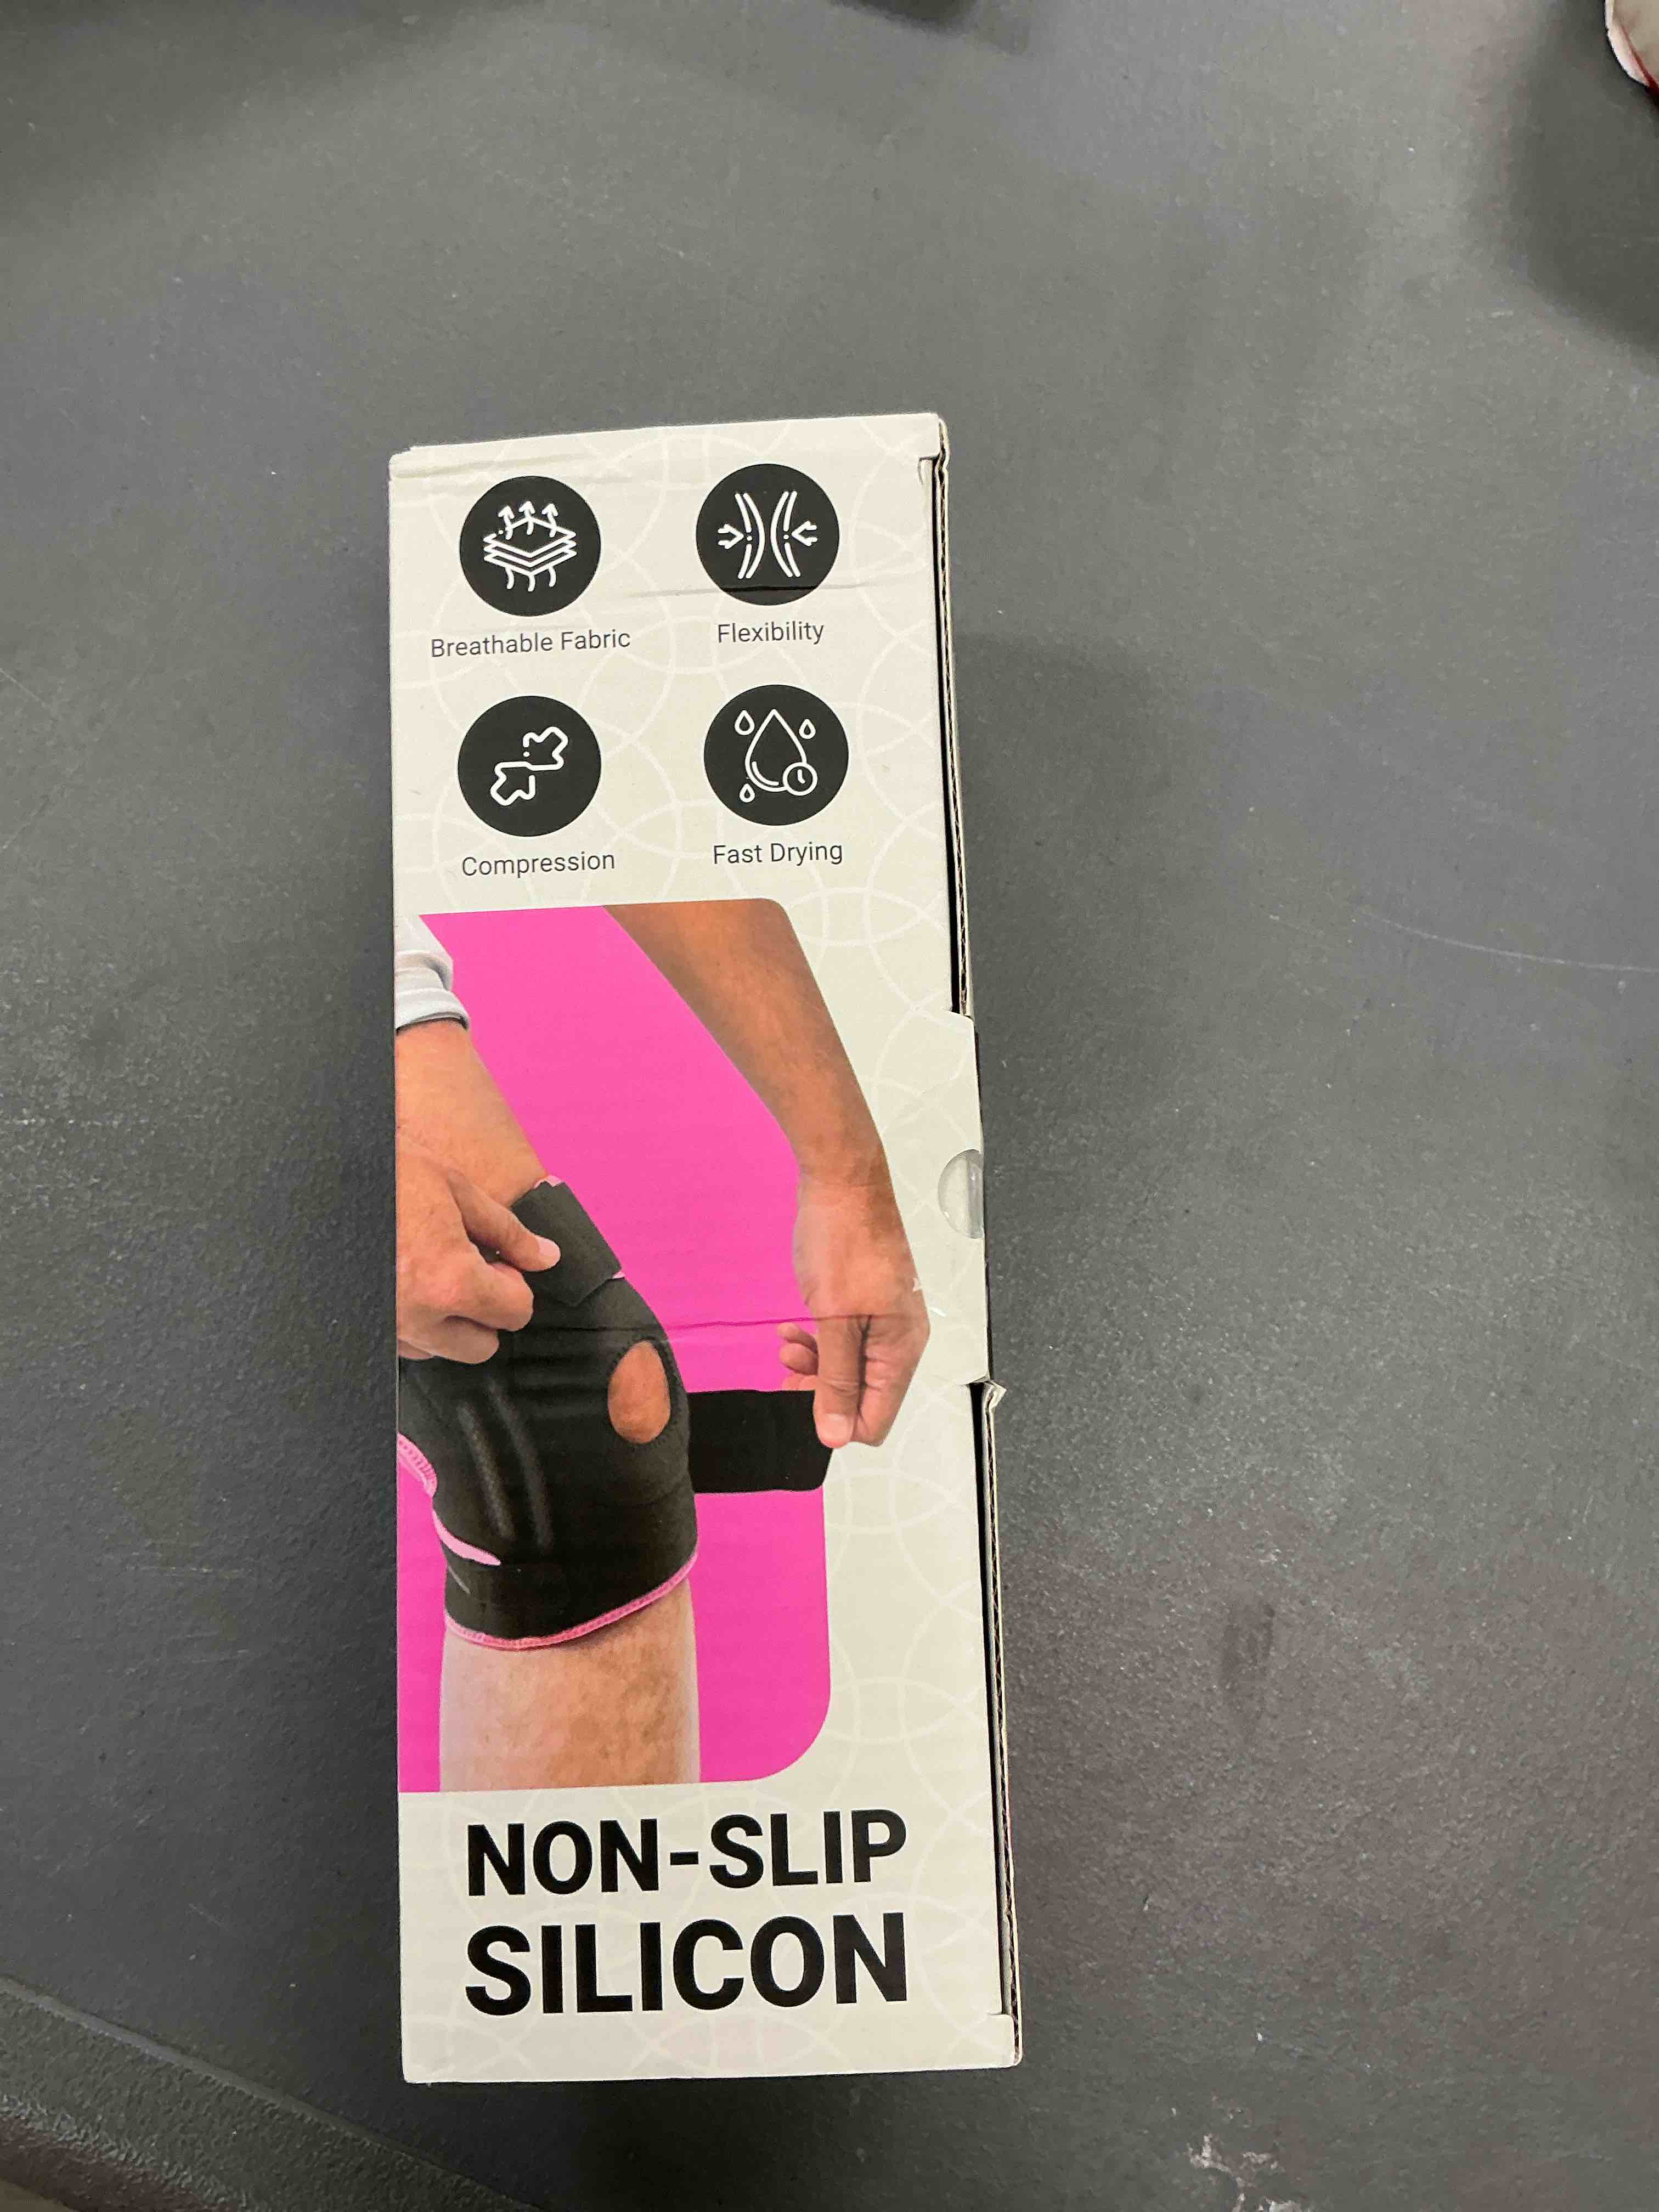 Breathable Fabric
Flexibility
Compression
Fast Drying
NON-SLIP
SILICON